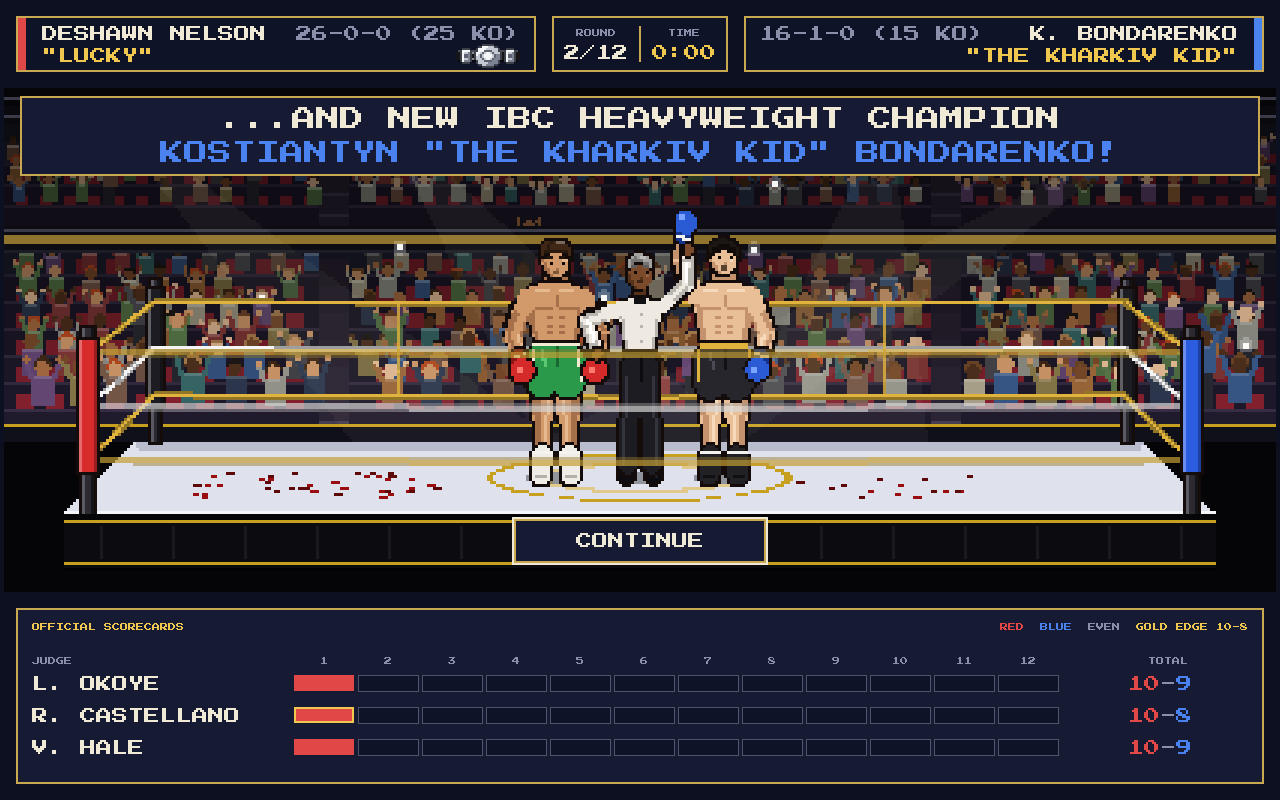 DESHAWN NELSON 26-0-0 (25 KO)
"LUCKY"
ROUND
2/12
TIME
0:00
16-1-0 (15 KO) K. BONDARENKO
"THE KHARKIV KID"
...AND NEW IBC HEAVYWEIGHT CHAMPION
KOSTIANTYN "THE KHARKIV KID" BONDARENKO!
CONTINUE
OFFICIAL SCORECARDS
RED BLUE EVEN GOLD EDGE 10-8
JUDGE 1 2 3 4 5 6 7 8 9 10 11 12 TOTAL
L. OKOYE 10-9
R. CASTELLANO 10-8
V. HALE 10-9